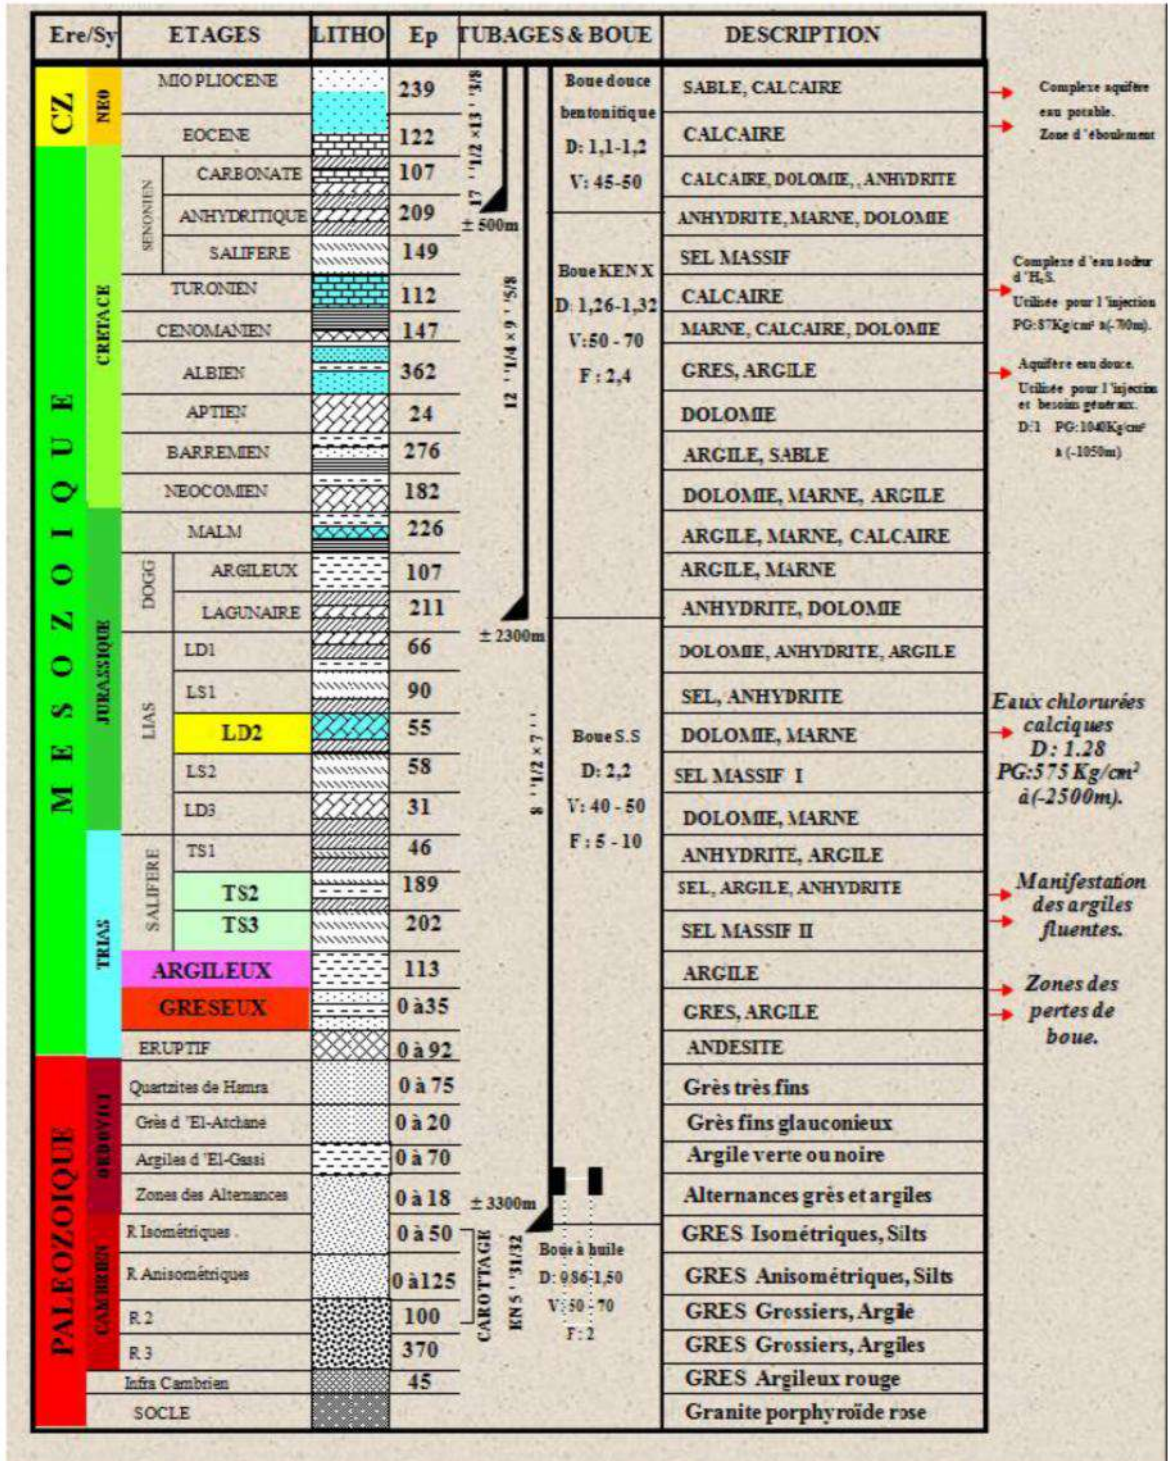 Ere/Sy ETAGES LITHO Ep TUBAGES & BOUE DESCRIPTION
CZ
NEO
MIO PLIOCENE 239 SABLE, CALCAIRE
EOCENE 122 CALCAIRE
MESOZOIQUE
CRETACE
SENONIEN
CARBONATE 107 CALCAIRE, DOLOMIE, , ANHYDRITE
ANHYDRITIQUE 209 ANHYDRITE, MARNE, DOLOMIE
SALIFERE 149 SEL MASSIF
TURONIEN 112 CALCAIRE
CENOMANIEN 147 MARNE, CALCAIRE, DOLOMIE
ALBIEN 362 GRES, ARGILE
APTIEN 24 DOLOMIE
BARREMIEN 276 ARGILE, SABLE
NEOCOMIEN 182 DOLOMIE, MARNE, ARGILE
JURASSIQUE
MALM 226 ARGILE, MARNE, CALCAIRE
DOGG
ARGILEUX 107 ARGILE, MARNE
LAGUNAIRE 211 ANHYDRITE, DOLOMIE
LIAS
LD1 66 DOLOMIE, ANHYDRITE, ARGILE
LS1 90 SEL, ANHYDRITE
LD2 55 DOLOMIE, MARNE
LS2 58 SEL MASSIF I
LD3 31 DOLOMIE, MARNE
TRIAS
SALIFERE
TS1 46 ANHYDRITE, ARGILE
TS2 189 SEL, ARGILE, ANHYDRITE
TS3 202 SEL MASSIF II
ARGILEUX 113 ARGILE
GRESEUX 0 à35 GRES, ARGILE
ERUPTIF 0 à92 ANDESITE
PALEOZOIQUE
Quartzites de Hamra 0 à 75 Grès très fins
Grès d 'El-Atchane 0 à 20 Grès fins glauconieux
Argiles d 'El-Gassi 0 à 70 Argile verte ou noire
Zones des Alternances 0 à 18 Alternances grès et argiles
CAMBRIEN
R Isométriques 0 à 50 GRES Isométriques, Silts
R Anisométriques 0 à125 GRES Anisométriques, Silts
R 2 100 GRES Grossiers, Argile
R 3 370 GRES Grossiers, Argiles
Infra Cambrien 45 GRES Argileux rouge
SOCLE Granite porphyroïde rose
17 ''1/2 × 13 ''3/8
± 500m
12 ''1/4 × 9 ''5/8
± 2300m
8 ''1/2 × 7 ''
± 3300m
CAROTTAGE
EN 5 ''31/32
Boue douce
bentonitique
D: 1,1-1,2
V: 45-50
Boue KEN X
D: 1,26-1,32
V:50 - 70
F : 2,4
Boue S.S
D: 2,2
V: 40 - 50
F : 5 - 10
Boue à huile
D: 0,86-1,50
V: 50 - 70
F: 2
Complexe aquifère
eau potable.
Zone d 'éboulement
Complexe d 'eau
d 'H₂S.
Utilisée pour l 'injection
PG:87Kg/cm² à(-700m).
Aquifère eau douce.
Utilisée pour l 'injection
et besoins généraux.
D:1 PG:1040Kg/cm²
à (-1050m)
Eaux chlorurées
calciques
D : 1.28
PG:575 Kg/cm²
à(-2500m).
Manifestation
des argiles
fluentes.
Zones des
pertes de
boue.